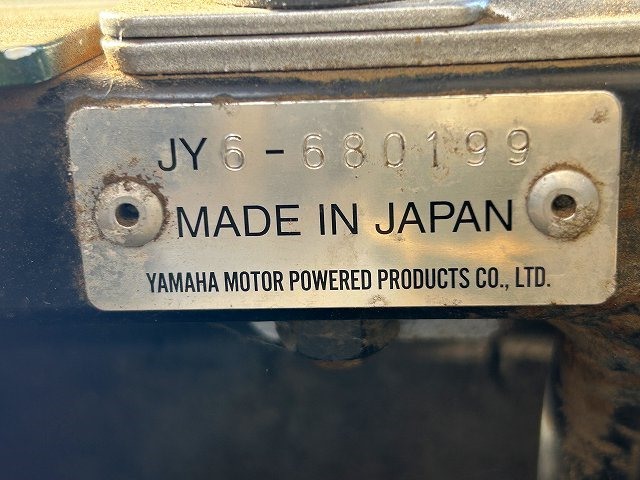 JY6-680199
MADE IN JAPAN
YAMAHA MOTOR POWERED PRODUCTS CO., LTD.